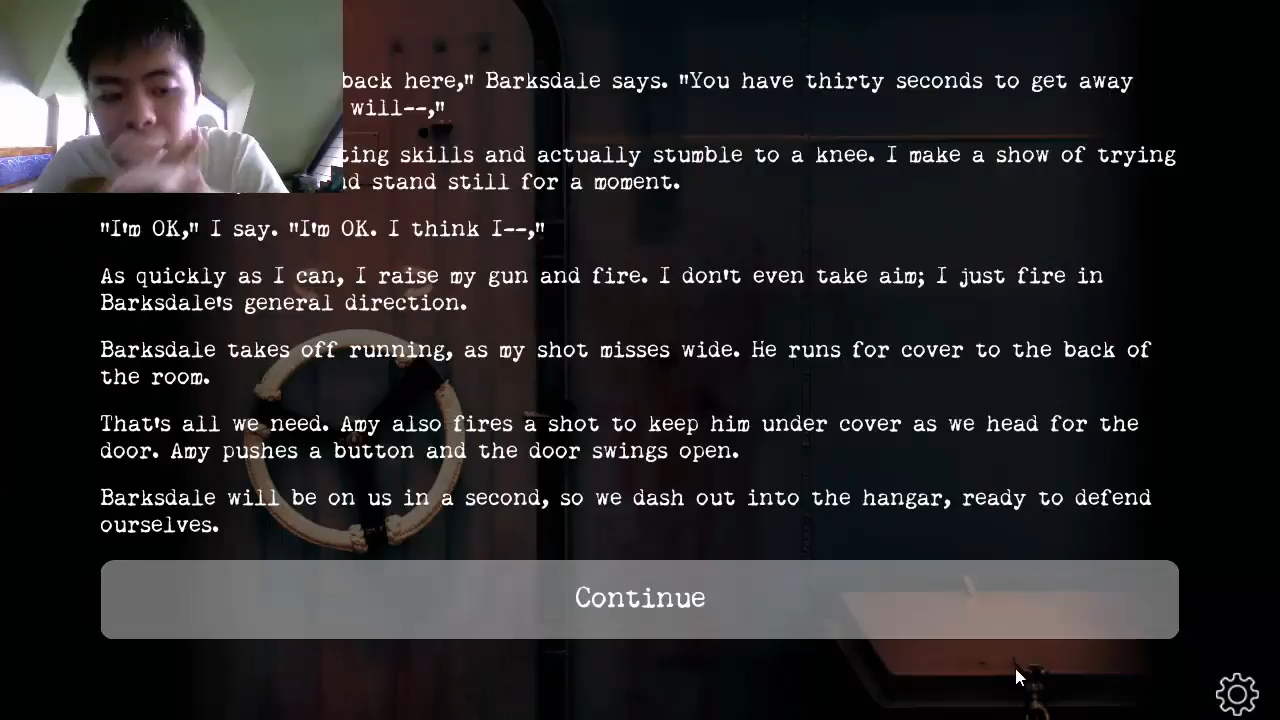 back here," Barksdale says. "You have thirty seconds to get away
will--,"
ting skills and actually stumble to a knee. I make a show of trying
nd stand still for a moment.
"I'm OK," I say. "I'm OK. I think I--,"
As quickly as I can, I raise my gun and fire. I don't even take aim; I just fire in
Barksdale's general direction.
Barksdale takes off running, as my shot misses wide. He runs for cover to the back of
the room.
That's all we need. Amy also fires a shot to keep him under cover as we head for the
door. Amy pushes a button and the door swings open.
Barksdale will be on us in a second, so we dash out into the hangar, ready to defend
ourselves.
Continue